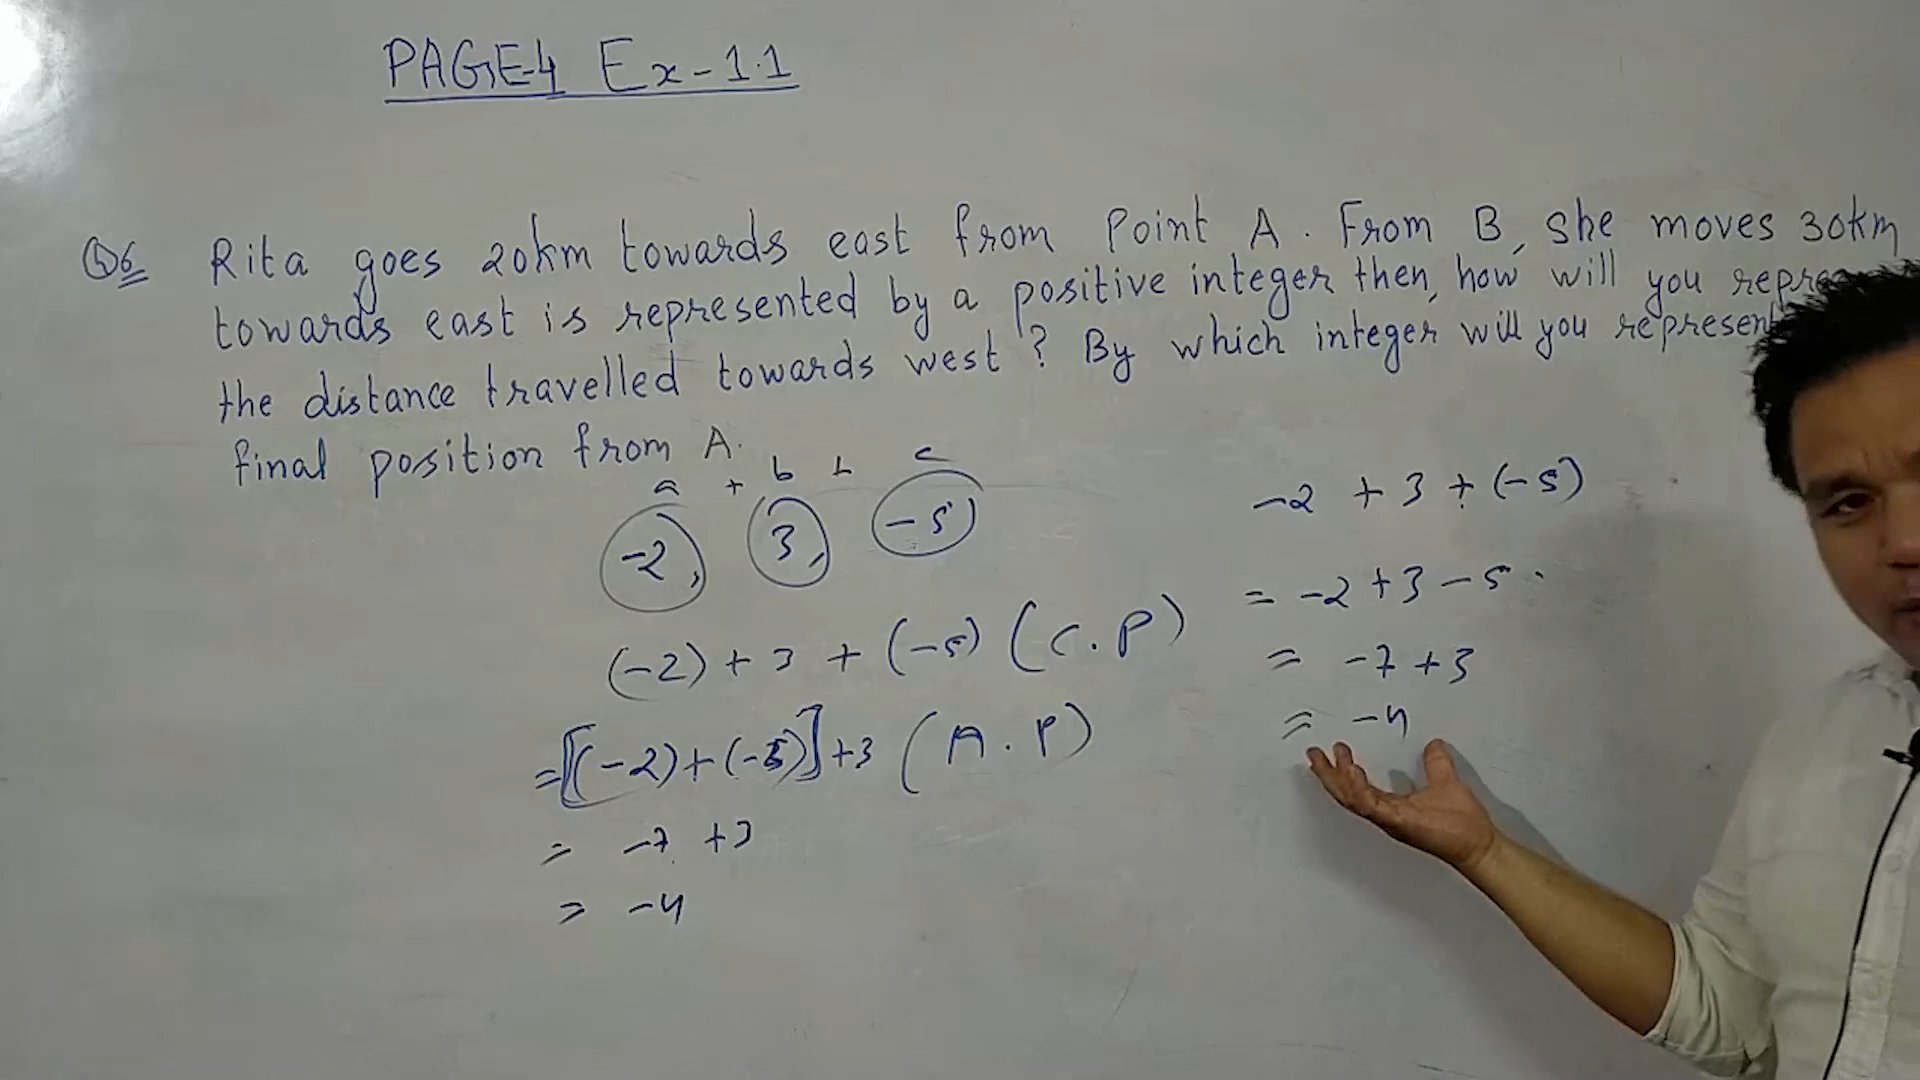 PAGE-4 Ex-1.1
Q6 Rita goes 20km towards east from Point A. From B, she moves 30km
towards east is represented by a positive integer then, how will you
the distance travelled towards west? By which integer will you represent
final position from A.
a + b + c
-2, 3, -5
(-2) + 3 + (-5) (C.P)
= [(-2)+(-5)] +3 (A.P)
= -7 +3
= -4
-2 + 3 + (-5)
= -2 +3 -5
= -7 +3
= -4